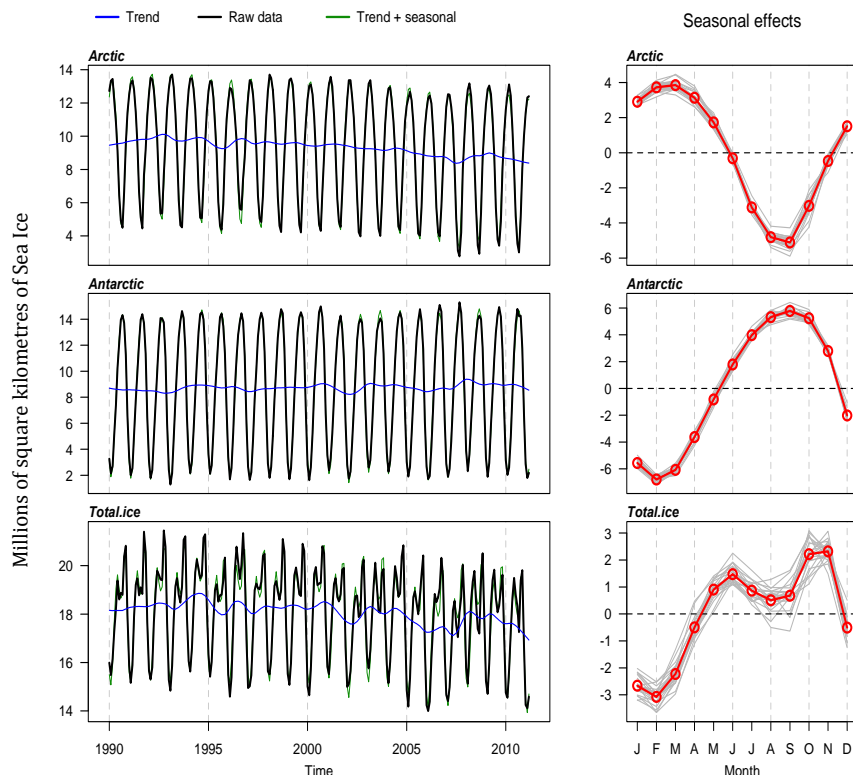 Trend Raw data Trend + seasonal
Seasonal effects
Millions of square kilometres of Sea Ice
Arctic
14
12
10
8
6
4
Antarctic
14
12
10
8
6
4
2
Total.ice
20
18
16
14
1990 1995 2000 2005 2010
Time
Arctic
4
2
0
-2
-4
-6
Antarctic
6
4
2
0
-2
-4
-6
Total.ice
3
2
1
0
-1
-2
-3
J F M A M J J A S O N D
Month